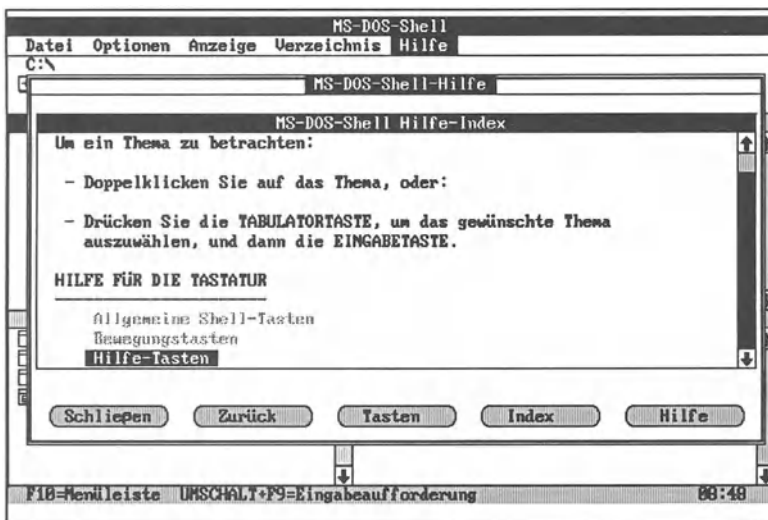 MS-DOS-Shell
Datei Optionen Anzeige Verzeichnis Hilfe
C:\
MS-DOS-Shell-Hilfe
MS-DOS-Shell Hilfe-Index
Um ein Thema zu betrachten:
- Doppelklicken Sie auf das Thema, oder:
- Drücken Sie die TABULATORTASTE, um das gewünschte Thema
auszuwählen, und dann die EINGABETASTE.
HILFE FÜR DIE TASTATUR
Allgemeine Shell-Tasten
Bewegungstasten
Hilfe-Tasten
Schließen Zurück Tasten Index Hilfe
F10=Menüleiste UMSCHALT+F9=Eingabeaufforderung